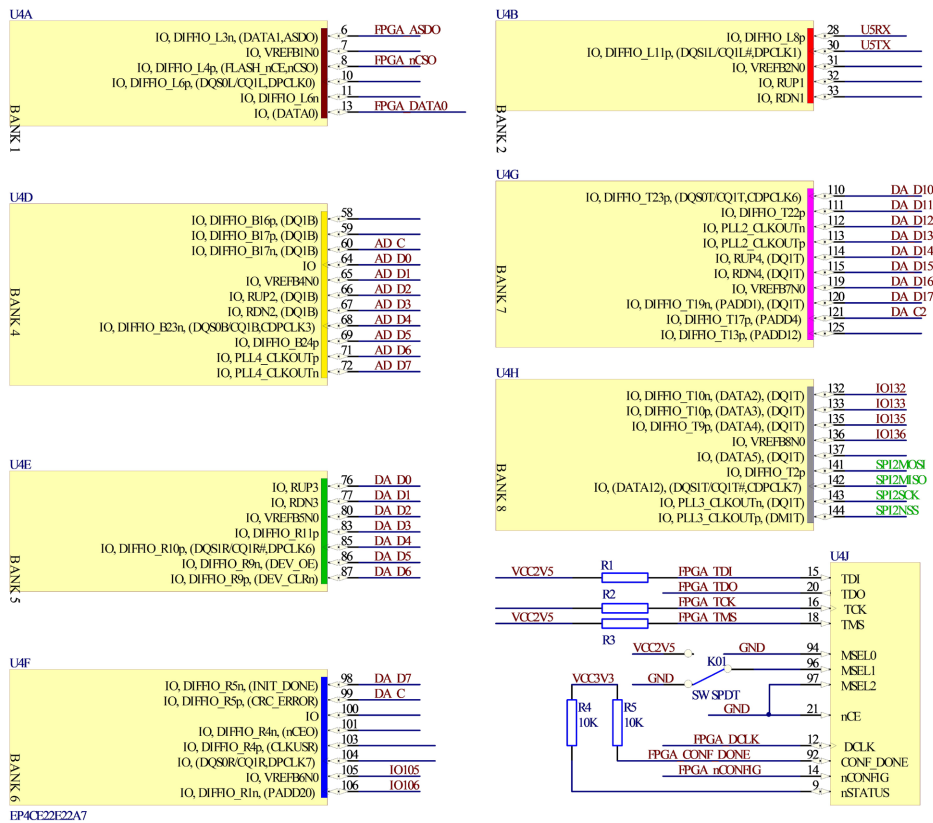 U4A
IO, DIFFIO_L3n, (DATA1,ASDO) 6 FPGA_ASDO
IO, VREFB1N0 7
IO, DIFFIO_L4p, (FLASH_nCE,nCSO) 8 FPGA_nCSO
IO, DIFFIO_L6p, (DQS0L/CQ1L,DPCLK0) 10
IO, DIFFIO_L6n 11
IO, (DATA0) 13 FPGA_DATA0
BANK 1
U4B
IO, DIFFIO_L8p 28 U5RX
IO, DIFFIO_L11p, (DQS1L/CQ1L#,DPCLK1) 30 U5TX
IO, VREFB2N0 31
IO, RUP1 32
IO, RDN1 33
BANK 2
U4D
IO, DIFFIO_B16p, (DQ1B) 58
IO, DIFFIO_B17p, (DQ1B) 59
IO, DIFFIO_B17n, (DQ1B) 60 AD_C
IO 64 AD_D0
IO, VREFB4N0 65 AD_D1
IO, RUP2, (DQ1B) 66 AD_D2
IO, RDN2, (DQ1B) 67 AD_D3
IO, DIFFIO_B23n, (DQS0B/CQ1B,CDPCLK3) 68 AD_D4
IO, DIFFIO_B24p 69 AD_D5
IO, PLL4_CLKOUTp 71 AD_D6
IO, PLL4_CLKOUTn 72 AD_D7
BANK 4
U4G
IO, DIFFIO_T23p, (DQS0T/CQ1T,CDPCLK6) 110 DA_D10
IO, DIFFIO_T22p 111 DA_D11
IO, PLL2_CLKOUTn 112 DA_D12
IO, PLL2_CLKOUTp 113 DA_D13
IO, RUP4, (DQ1T) 114 DA_D14
IO, RDN4, (DQ1T) 115 DA_D15
IO, VREFB7N0 119 DA_D16
IO, DIFFIO_T19n, (PADD1), (DQ1T) 120 DA_D17
IO, DIFFIO_T17p, (PADD4) 121 DA_C2
IO, DIFFIO_T13p, (PADD12) 125
BANK 7
U4H
IO, DIFFIO_T10n, (DATA2), (DQ1T) 132 IO132
IO, DIFFIO_T10p, (DATA3), (DQ1T) 133 IO133
IO, DIFFIO_T9p, (DATA4), (DQ1T) 135 IO135
IO, VREFB8N0 136 IO136
IO, (DATA5), (DQ1T) 137
IO, DIFFIO_T2p 141 SPI2MOSI
IO, (DATA12), (DQS1T/CQ1T#,CDPCLK7) 142 SPI2MISO
IO, PLL3_CLKOUTn, (DQ1T) 143 SPI2SCK
IO, PLL3_CLKOUTp, (DM1T) 144 SPI2NSS
BANK 8
U4E
IO, RUP3 76 DA_D0
IO, RDN3 77 DA_D1
IO, VREFB5N0 80 DA_D2
IO, DIFFIO_R11p 83 DA_D3
IO, DIFFIO_R10p, (DQS1R/CQ1R#,DPCLK6) 85 DA_D4
IO, DIFFIO_R9n, (DEV_OE) 86 DA_D5
IO, DIFFIO_R9p, (DEV_CLRn) 87 DA_D6
BANK 5
U4F
IO, DIFFIO_R5n, (INIT_DONE) 98 DA_D7
IO, DIFFIO_R5p, (CRC_ERROR) 99 DA_C
IO 100
IO, DIFFIO_R4n, (nCEO) 101
IO, DIFFIO_R4p, (CLKUSR) 103
IO, (DQS0R/CQ1R,DPCLK7) 104
IO, VREFB6N0 105 IO105
IO, DIFFIO_R1n, (PADD20) 106 IO106
BANK 6
EP4CE22E22A7
U4J
VCC2V5 R1 FPGA_TDI 15 TDI
FPGA_TDO 20 TDO
R2 FPGA_TCK 16 TCK
VCC2V5 FPGA_TMS 18 TMS
R3
VCC2V5 GND 94 MSEL0
K01 96 MSEL1
GND 97 MSEL2
SW SPDT
VCC3V3
GND 21 nCE
R4 10K
R5 10K
FPGA_DCLK 12 DCLK
FPGA_CONF_DONE 92 CONF_DONE
FPGA_nCONFIG 14 nCONFIG
9 nSTATUS